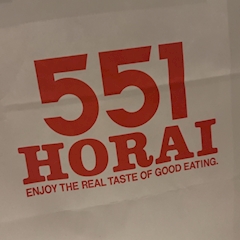 551
HORAI
ENJOY THE REAL TASTE OF GOOD EATING.